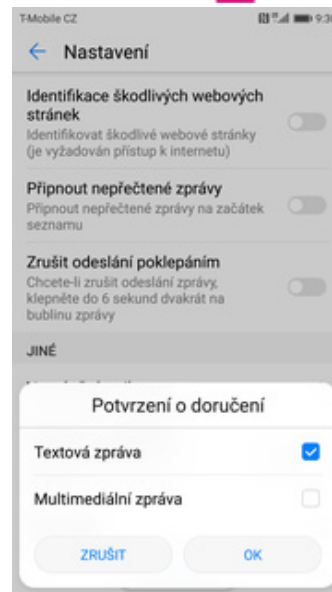 T-Mobile CZ 9:30
Nastavení
Identifikace škodlivých webových
stránek
Identifikovat škodlivé webové stránky
(je vyžadován přístup k internetu)
Připnout nepřečtené zprávy
Připnout nepřečtené zprávy na začátek
seznamu
Zrušit odeslání poklepáním
Chcete-li zrušit odeslání zprávy,
klepněte do 6 sekund dvakrát na
bublinu zprávy
JINÉ
Potvrzení o doručení
Textová zpráva
Multimediální zpráva
ZRUŠIT OK